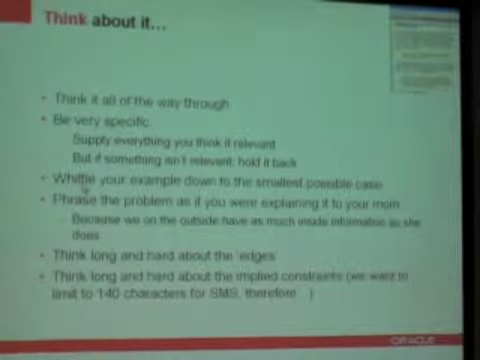 Think about it...
• Think it all of the way through
• Be very specific
Supply everything you think it relevant
But if something isn't relevant; hold it back
• Whittle your example down to the smallest possible case
• Phrase the problem as if you were explaining it to your mom
Because we on the outside have as much inside information as she
does
• Think long and hard about the 'edges
• Think long and hard about the implied constraints (we want to
limit to 140 characters for SMS, therefore...)
ORACLE